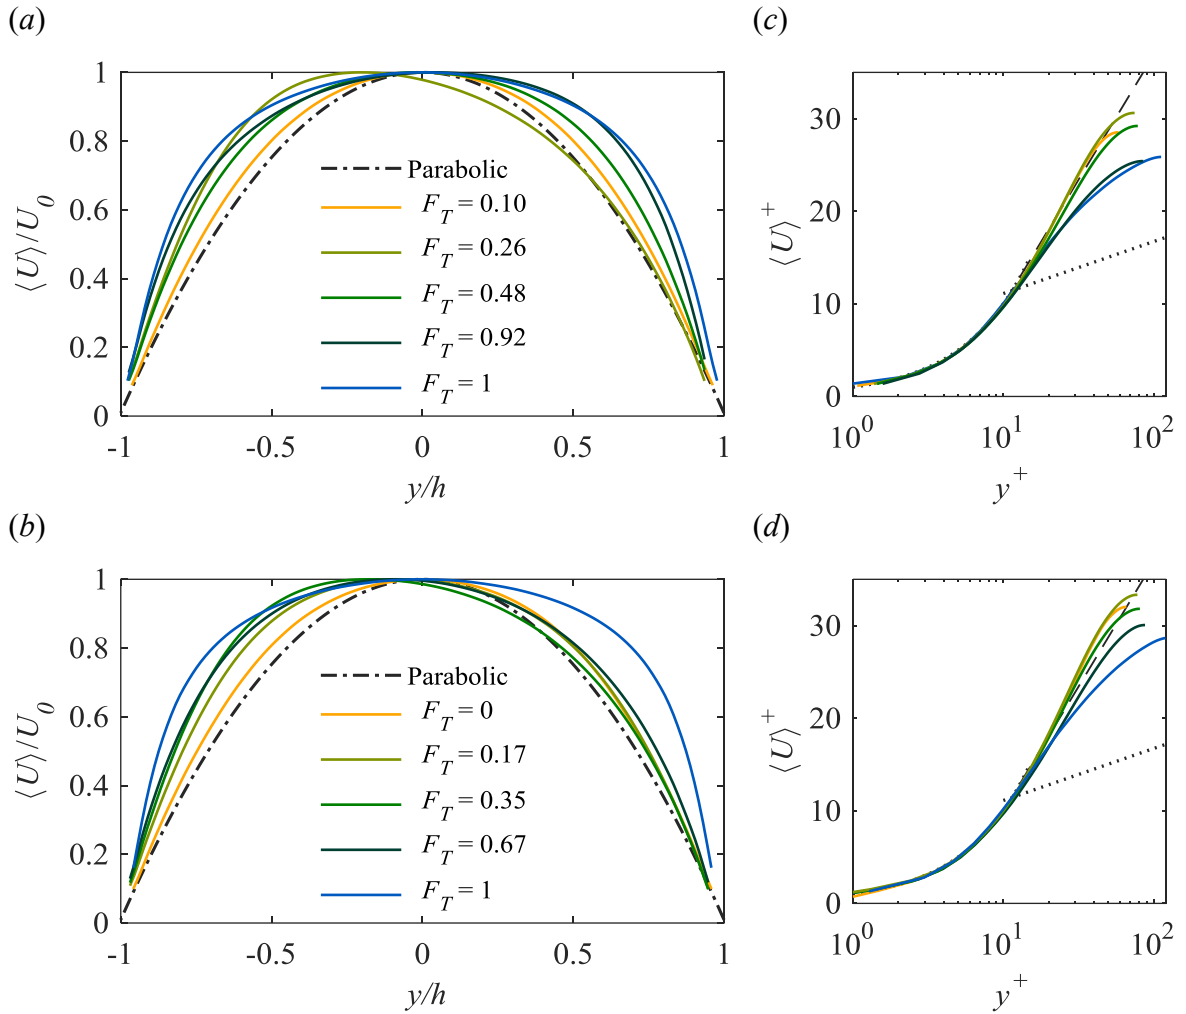 (a)
1
0.8
0.6
0.4
0.2
0
⟨U⟩/U0
Parabolic
FT = 0.10
FT = 0.26
FT = 0.48
FT = 0.92
FT = 1
-1 -0.5 0 0.5 1
y/h
(c)
30
20
10
0
⟨U⟩+
10^0 10^1 10^2
y+
(b)
1
0.8
0.6
0.4
0.2
0
⟨U⟩/U0
Parabolic
FT = 0
FT = 0.17
FT = 0.35
FT = 0.67
FT = 1
-1 -0.5 0 0.5 1
y/h
(d)
30
20
10
0
⟨U⟩+
10^0 10^1 10^2
y+